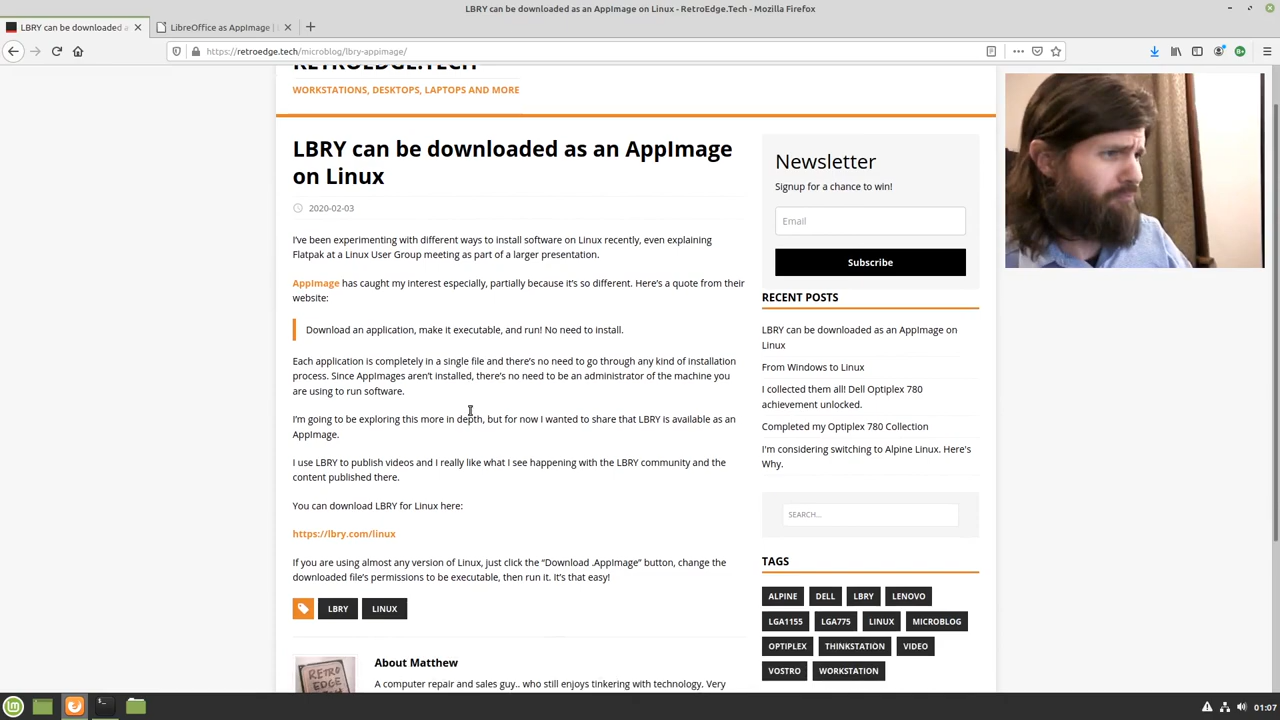 LBRY can be downloaded as an AppImage on Linux - RetroEdge.Tech - Mozilla Firefox
LBRY can be downloaded a
LibreOffice as AppImage |
https://retroedge.tech/microblog/lbry-appimage/
RETROEDGE.TECH
WORKSTATIONS, DESKTOPS, LAPTOPS AND MORE
LBRY can be downloaded as an AppImage
on Linux
2020-02-03
I've been experimenting with different ways to install software on Linux recently, even explaining
Flatpak at a Linux User Group meeting as part of a larger presentation.
AppImage has caught my interest especially, partially because it's so different. Here's a quote from their
website:
Download an application, make it executable, and run! No need to install.
Each application is completely in a single file and there's no need to go through any kind of installation
process. Since AppImages aren't installed, there's no need to be an administrator of the machine you
are using to run software.
I'm going to be exploring this more in depth, but for now I wanted to share that LBRY is available as an
AppImage.
I use LBRY to publish videos and I really like what I see happening with the LBRY community and the
content published there.
You can download LBRY for Linux here:
https://lbry.com/linux
If you are using almost any version of Linux, just click the "Download .AppImage" button, change the
downloaded file's permissions to be executable, then run it. It's that easy!
LBRY
LINUX
RETRO
EDGE
TECH
About Matthew
A computer repair and sales guy.. who still enjoys tinkering with technology. Very
Newsletter
Signup for a chance to win!
Email
Subscribe
RECENT POSTS
LBRY can be downloaded as an AppImage on
Linux
From Windows to Linux
I collected them all! Dell Optiplex 780
achievement unlocked.
Completed my Optiplex 780 Collection
I'm considering switching to Alpine Linux. Here's
Why.
SEARCH...
TAGS
ALPINE
DELL
LBRY
LENOVO
LGA1155
LGA775
LINUX
MICROBLOG
OPTIPLEX
THINKSTATION
VIDEO
VOSTRO
WORKSTATION
01:07